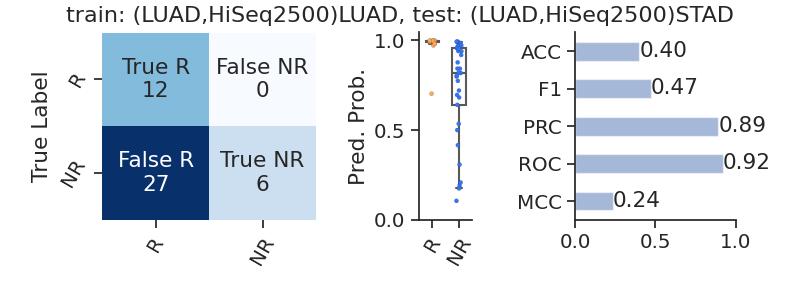 train: (LUAD,HiSeq2500)LUAD, test: (LUAD,HiSeq2500)STAD
True Label
R
NR
True R
12
False NR
0
False R
27
True NR
6
R
NR
Pred. Prob.
1.0
0.5
0.0
R
NR
ACC
0.40
F1
0.47
PRC
0.89
ROC
0.92
MCC
0.24
0.0
0.5
1.0